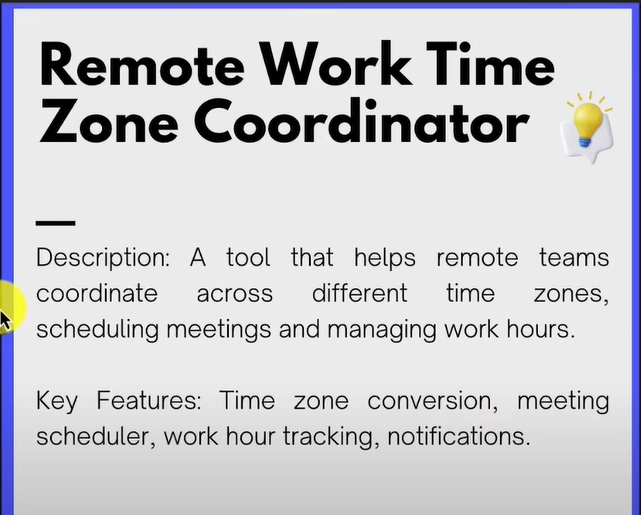 Remote Work Time
Zone Coordinator
Description: A tool that helps remote teams
coordinate across different time zones,
scheduling meetings and managing work hours.
Key Features: Time zone conversion, meeting
scheduler, work hour tracking, notifications.